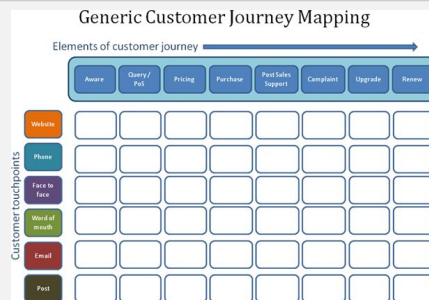 Generic Customer Journey Mapping
Elements of customer journey
Aware
Query /
PoS
Pricing
Purchase
Post Sales
Support
Complaint
Upgrade
Renew
Customer touchpoints
Website
Phone
Face to
face
Word of
mouth
Email
Post